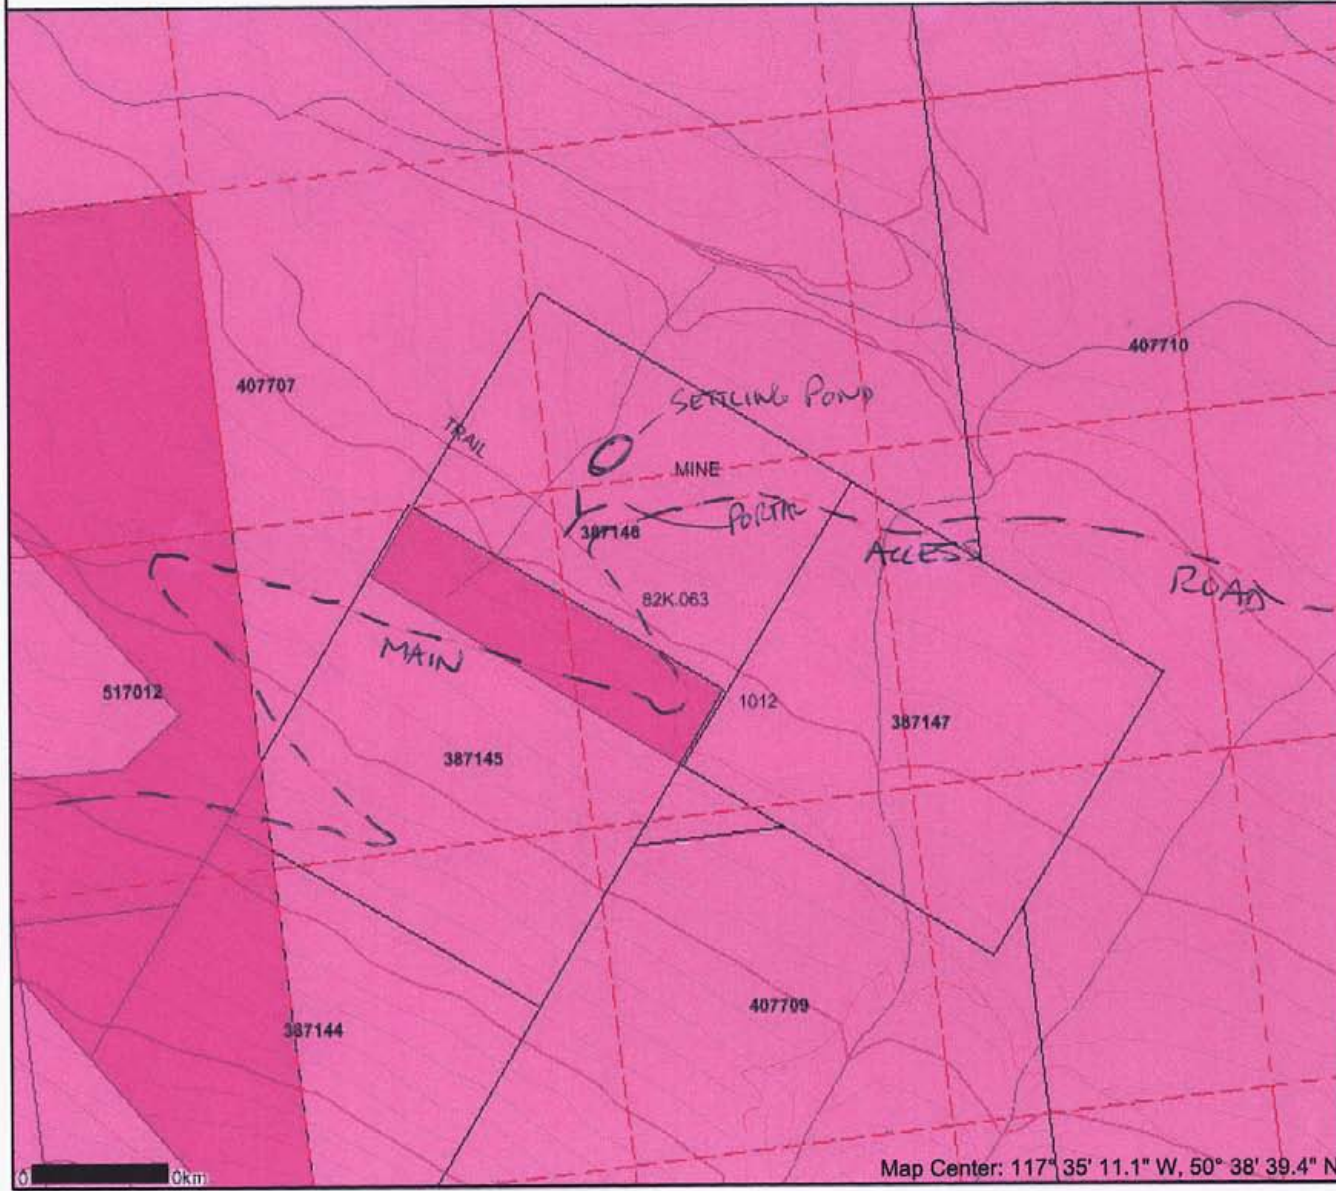 407710
407707
SETTLING POND
TRAIL
MINE
PORTAL
387146
ACCESS
ROAD
82K.063
MAIN
517012
1012
387147
387145
407709
387144
0 0km
Map Center: 117° 35' 11.1" W, 50° 38' 39.4" N